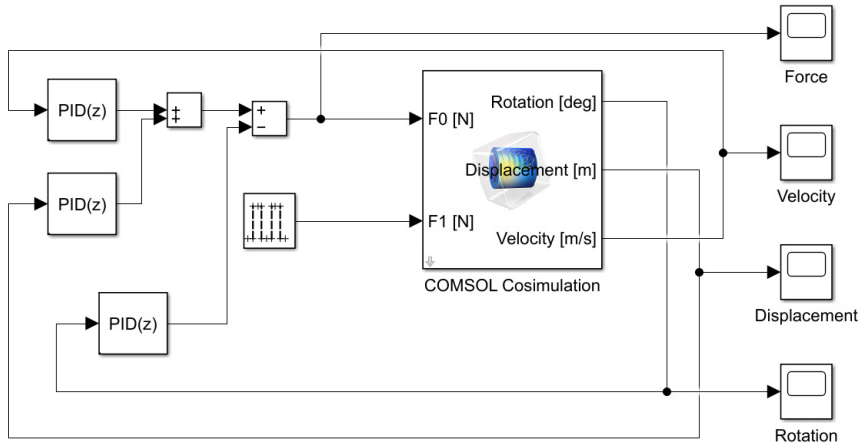 Force
PID(z)
+
+
+
−
F0 [N]
Rotation [deg]
Displacement [m]
Velocity
PID(z)
F1 [N]
Velocity [m/s]
COMSOL Cosimulation
Displacement
PID(z)
Rotation